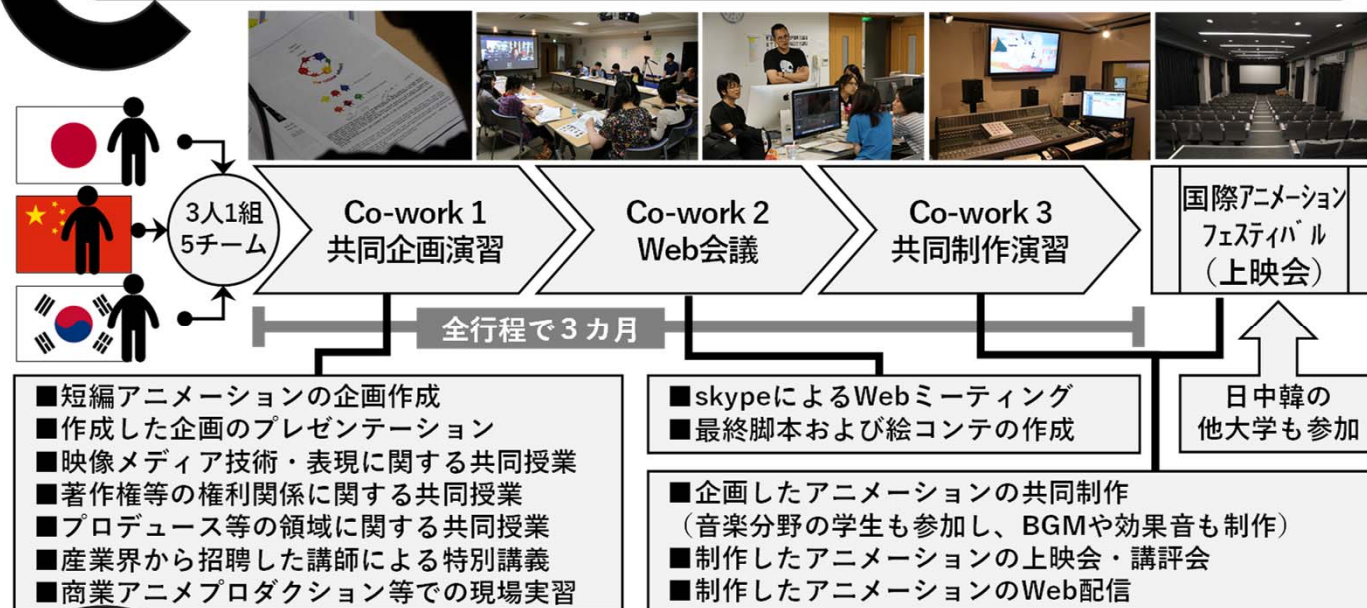 3人1組
5チーム
Co-work 1
共同企画演習
Co-work 2
Web会議
Co-work 3
共同制作演習
国際アニメーション
フェスティバル
（上映会）
全行程で３カ月
■短編アニメーションの企画作成
■作成した企画のプレゼンテーション
■映像メディア技術・表現に関する共同授業
■著作権等の権利関係に関する共同授業
■プロデュース等の領域に関する共同授業
■産業界から招聘した講師による特別講義
■商業アニメプロダクション等での現場実習
■skypeによるWebミーティング
■最終脚本および絵コンテの作成
日中韓の
他大学も参加
■企画したアニメーションの共同制作
（音楽分野の学生も参加し、BGMや効果音も制作）
■制作したアニメーションの上映会・講評会
■制作したアニメーションのWeb配信